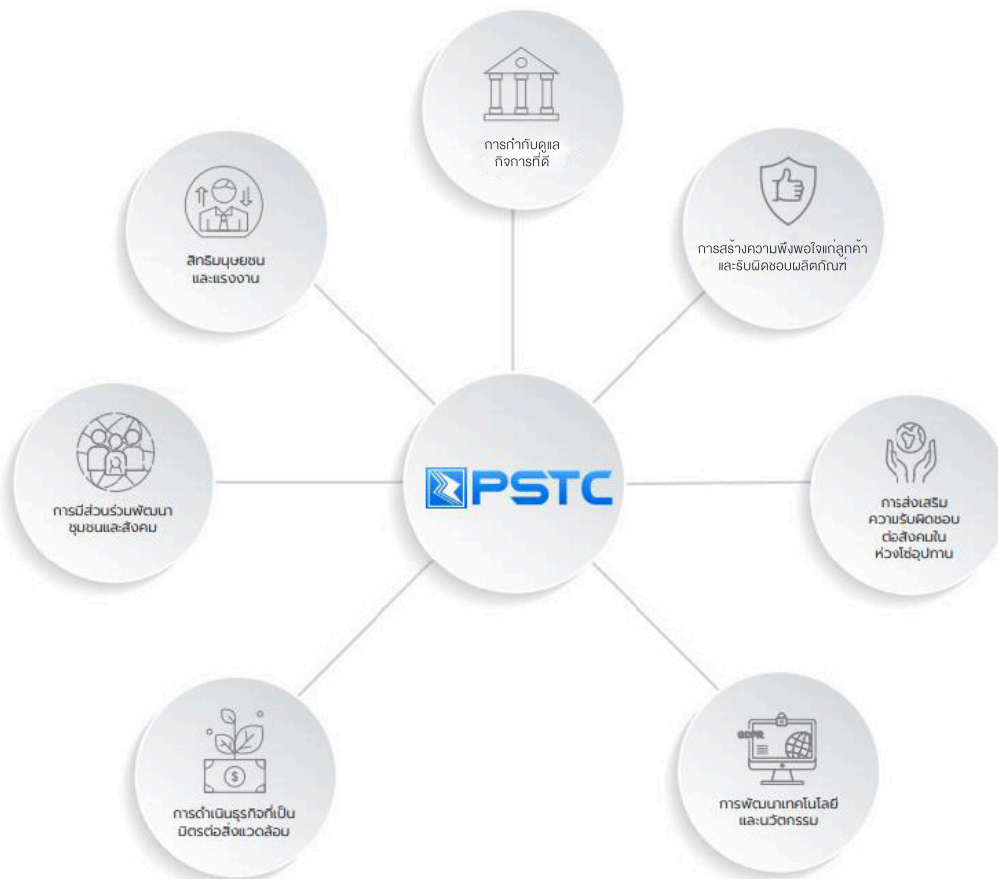 การกำกับดูแล
กิจการที่ดี
การสร้างความพึงพอใจแก่ลูกค้า
และรับผิดชอบผลิตภัณฑ์
สิทธิมนุษยชน
และแรงงาน
PSTC
การมีส่วนร่วมพัฒนา
ชุมชนและสังคม
การส่งเสริม
ความรับผิดชอบ
ต่อสังคมใน
ห่วงโซ่อุปทาน
GDPR
$
การดำเนินธุรกิจที่เป็น
มิตรต่อสิ่งแวดล้อม
การพัฒนาเทคโนโลยี
และนวัตกรรม